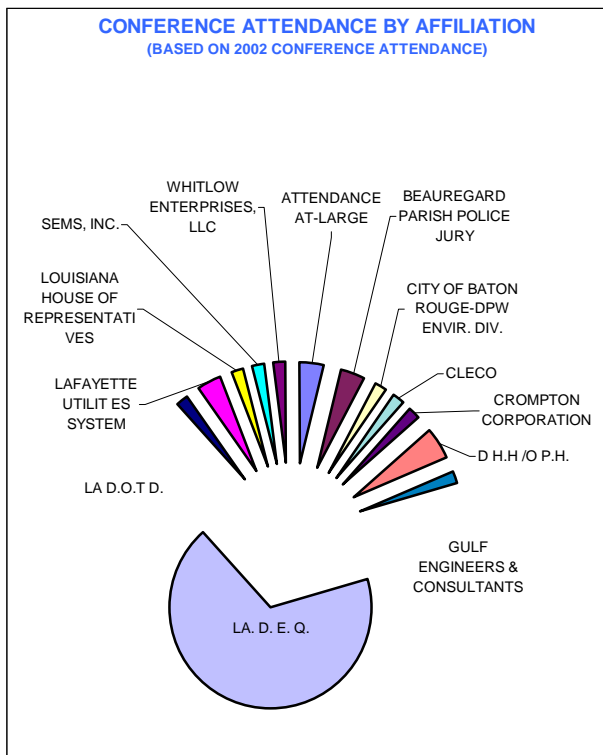 CONFERENCE ATTENDANCE BY AFFILIATION
(BASED ON 2002 CONFERENCE ATTENDANCE)
WHITLOW
ENTERPRISES,
LLC
ATTENDANCE
AT-LARGE
BEAUREGARD
PARISH POLICE
JURY
SEMS, INC.
LOUISIANA
HOUSE OF
REPRESENTATI
VES
CITY OF BATON
ROUGE-DPW
ENVIR. DIV.
CLECO
LAFAYETTE
UTILIT ES
SYSTEM
CROMPTON
CORPORATION
D H.H /O P.H.
LA D.O.T D.
GULF
ENGINEERS &
CONSULTANTS
LA. D. E. Q.